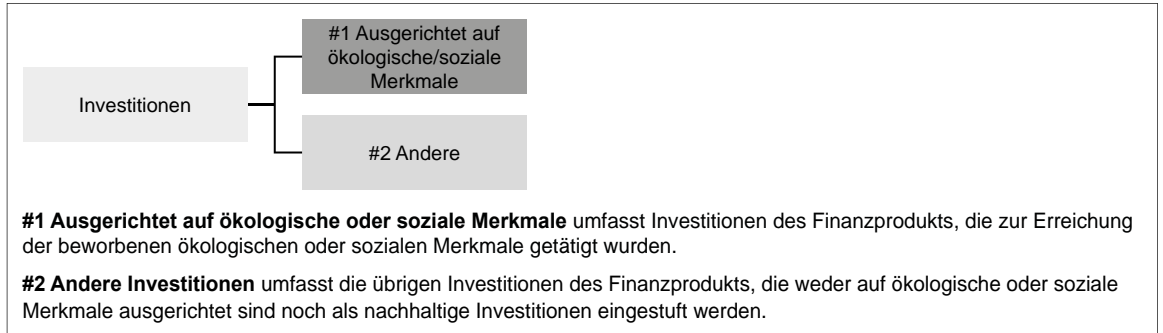 #1 Ausgerichtet auf
ökologische/soziale
Merkmale
Investitionen
#2 Andere
#1 Ausgerichtet auf ökologische oder soziale Merkmale umfasst Investitionen des Finanzprodukts, die zur Erreichung
der beworbenen ökologischen oder sozialen Merkmale getätigt wurden.
#2 Andere Investitionen umfasst die übrigen Investitionen des Finanzprodukts, die weder auf ökologische oder soziale
Merkmale ausgerichtet sind noch als nachhaltige Investitionen eingestuft werden.